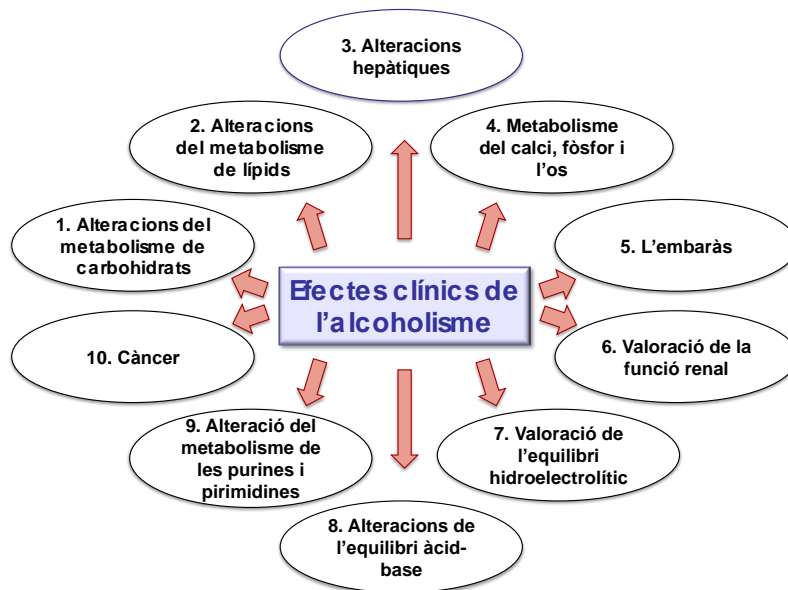 3. Alteracions
hepàtiques
2. Alteracions
del metabolisme
de lípids
4. Metabolisme
del calci, fòsfor i
l'os
1. Alteracions del
metabolisme de
carbohidrats
5. L'embaràs
Efectes clínics de
l'alcoholisme
10. Càncer
6. Valoració de la
funció renal
9. Alteració del
metabolisme de
les purines i
pirimidines
7. Valoració de
l'equilibri
hidroelectrolític
8. Alteracions de
l'equilibri àcid-
base